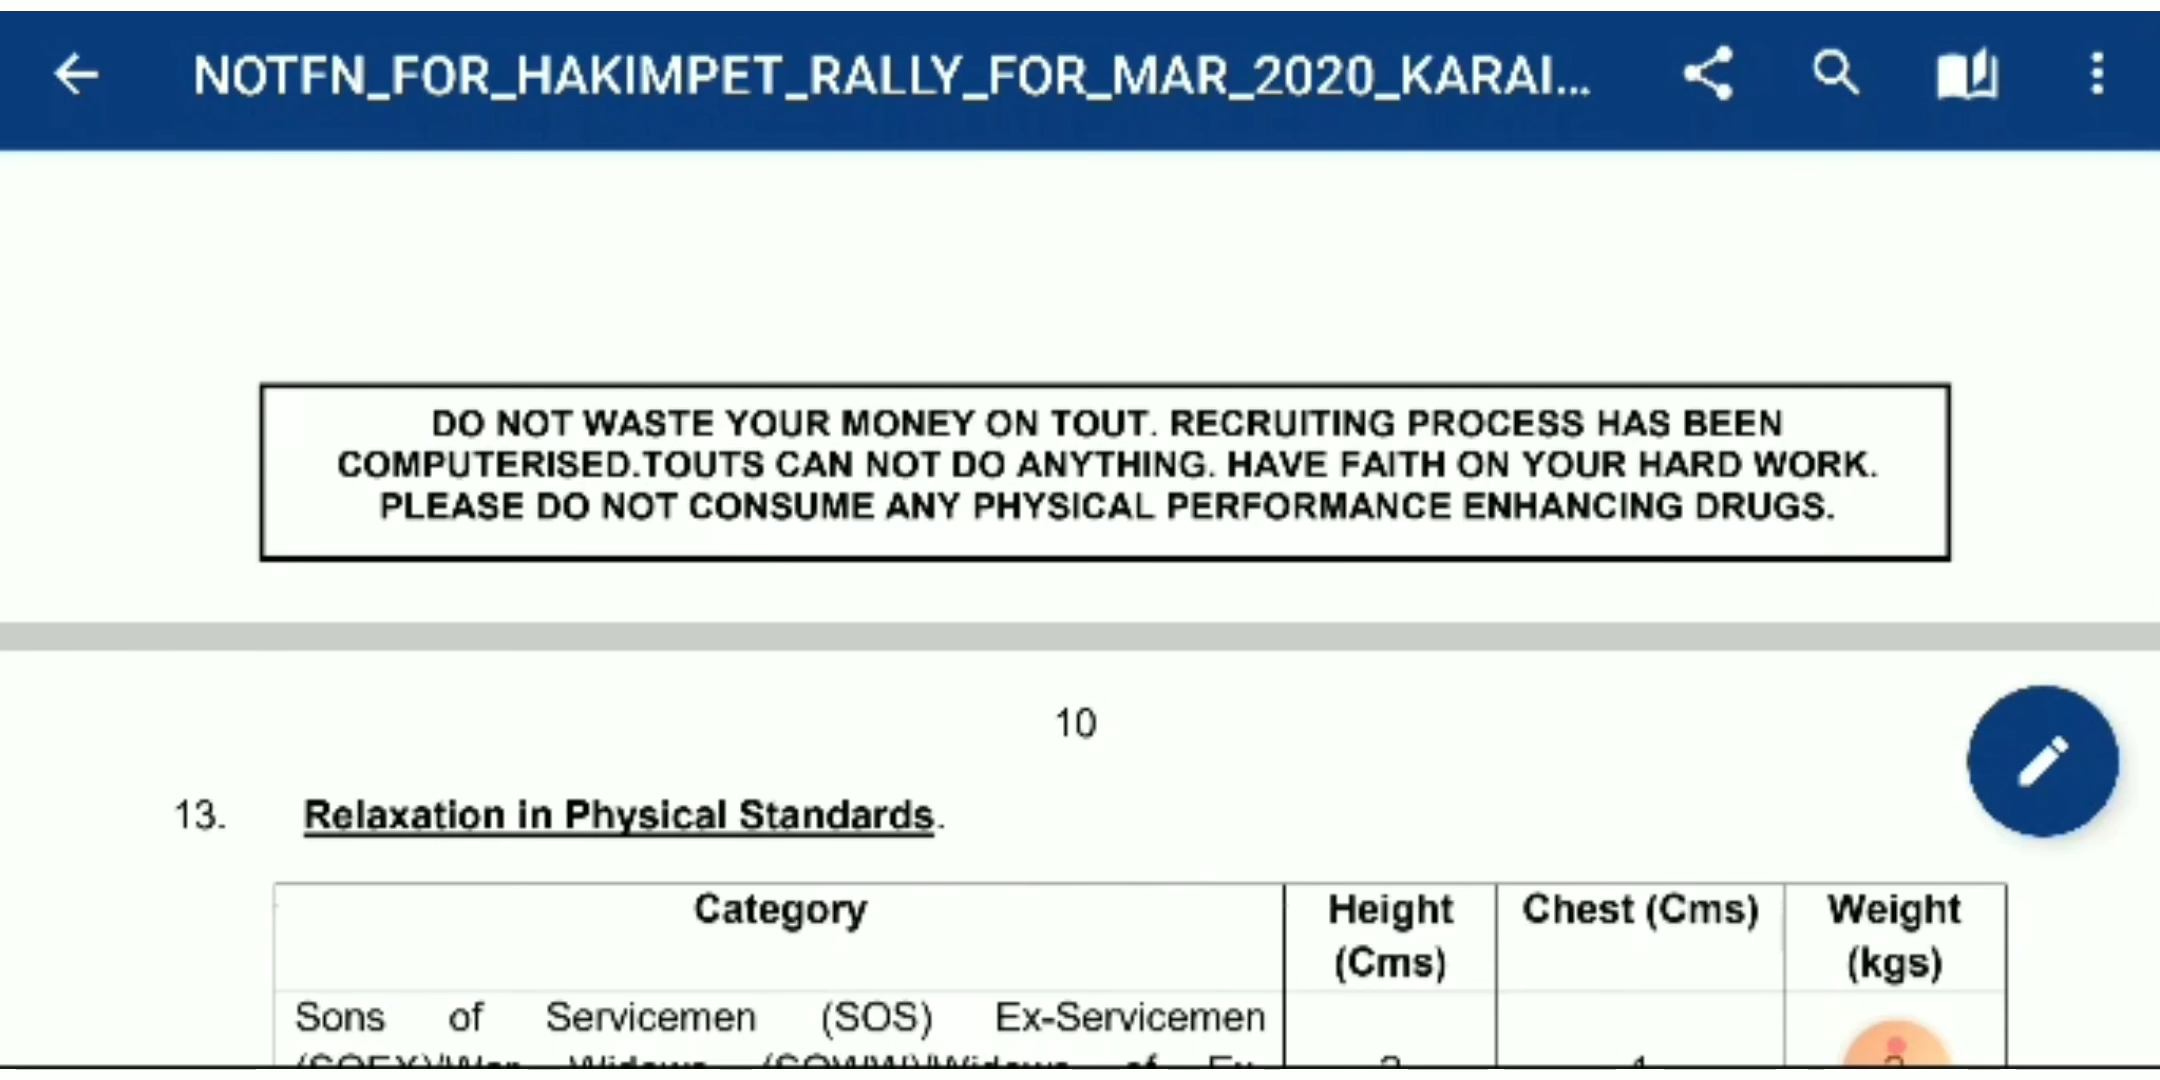 NOTFN_FOR_HAKIMPET_RALLY_FOR_MAR_2020_KARAI...
DO NOT WASTE YOUR MONEY ON TOUT. RECRUITING PROCESS HAS BEEN
COMPUTERISED.TOUTS CAN NOT DO ANYTHING. HAVE FAITH ON YOUR HARD WORK.
PLEASE DO NOT CONSUME ANY PHYSICAL PERFORMANCE ENHANCING DRUGS.
10
13. Relaxation in Physical Standards.
Category Height (Cms) Chest (Cms) Weight (kgs)
Sons of Servicemen (SOS) Ex-Servicemen